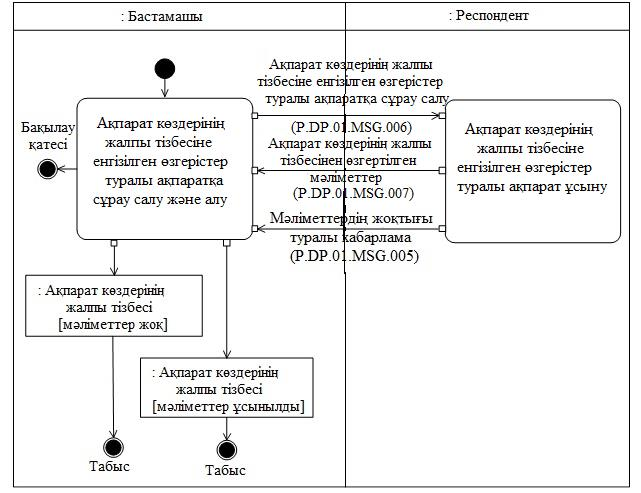 : Бастамашы
: Респондент
Ақпарат көздерінің жалпы
тізбесіне енгізілген өзгерістер
туралы ақпаратқа сұрау салу
(P.DP.01.MSG.006)
Ақпарат көздерінің жалпы
тізбесінен өзгертілген
мәліметтер
(P.DP.01.MSG.007)
Мәліметтердің жоқтығы
туралы хабарлама
(P.DP.01.MSG.005)
Бақылау
қатесі
Ақпарат көздерінің
жалпы тізбесіне
енгізілген өзгерістер
туралы ақпаратқа
сұрау салу және алу
Ақпарат көздерінің
жалпы тізбесіне
енгізілген өзгерістер
туралы ақпарат ұсыну
: Ақпарат көздерінің
жалпы тізбесі
[мәліметтер жоқ]
: Ақпарат көздерінің
жалпы тізбесі
[мәліметтер ұсынылды]
Табыс
Табыс